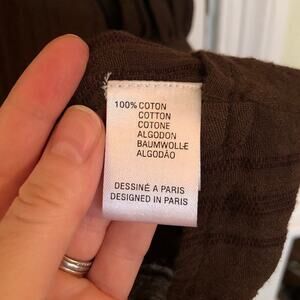 100% COTON
COTTON
COTONE
ALGODON
BAUMWOLLE
ALGODÃO
DESSINÉ A PARIS
DESIGNED IN PARIS